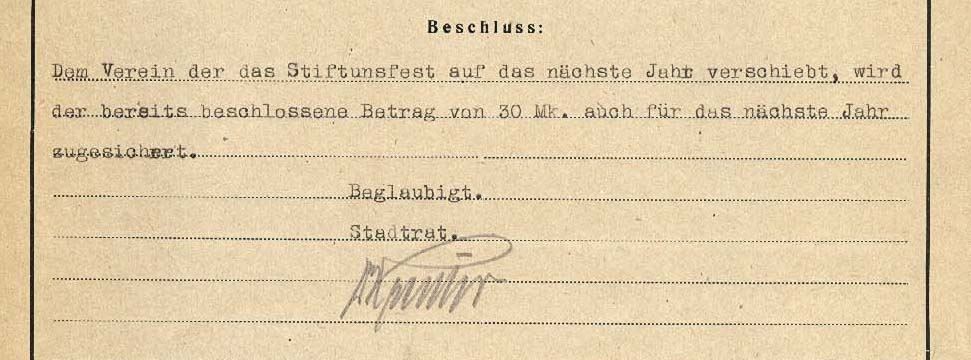 Beschluss:
Dem Verein der das Stiftunsfest auf das nächste Jahr verschiebt, wird
der bereits beschlossene Betrag von 30 Mk. auch für das nächste Jahr
zugesichert.
Beglaubigt.
Stadtrat.